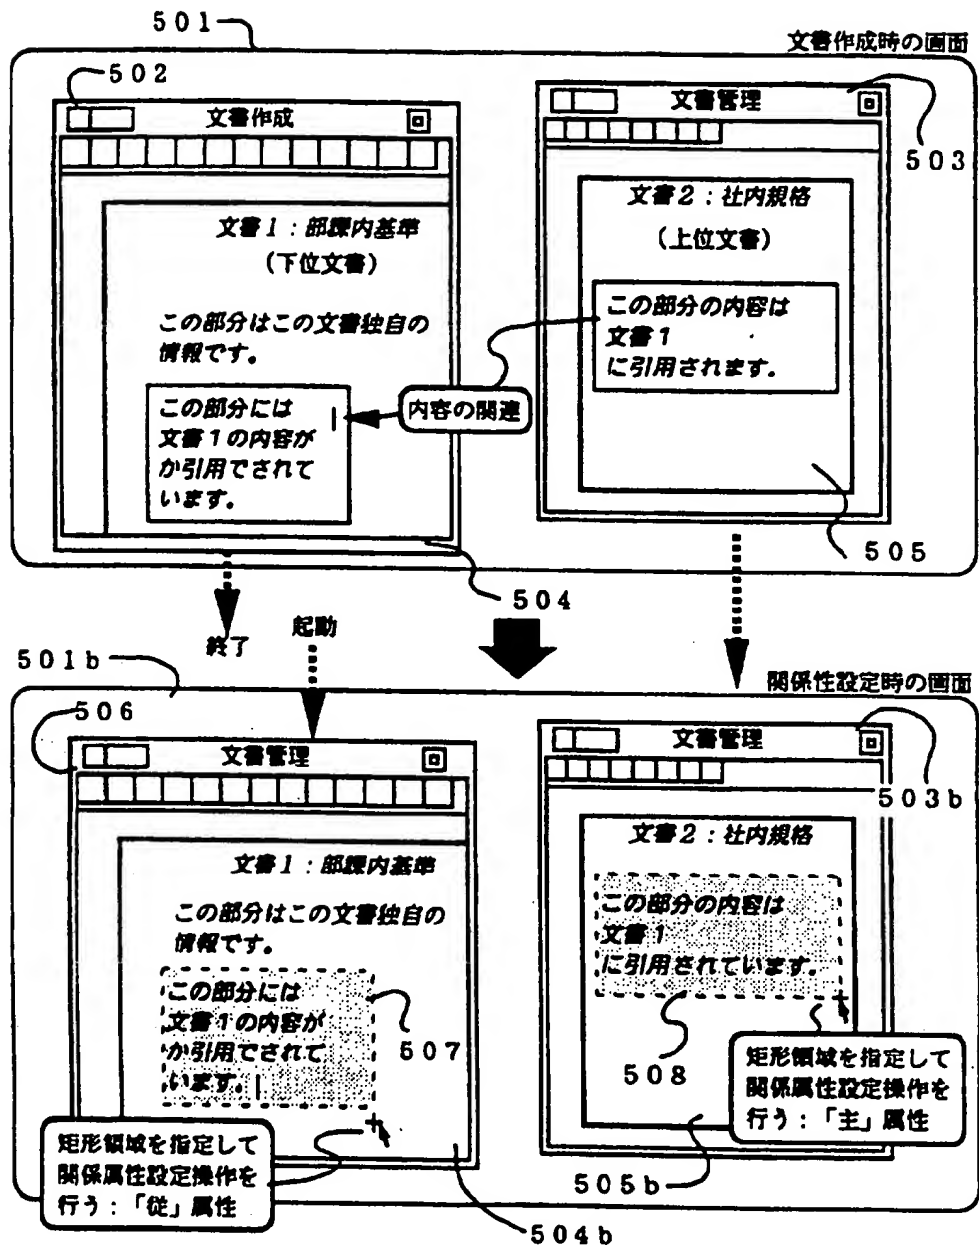 501
文書作成時の画面
502
文書作成
文書管理
503
文書1：部課内基準
（下位文書）
この部分はこの文書独自の
情報です。
この部分には
文書1の内容が
か引用でされて
います。
内容の関連
文書2：社内規格
（上位文書）
この部分の内容は
文書1
に引用されます。
505
504
終了
起動
501b
関係性設定時の画面
506
文書管理
文書管理
503b
文書1：部課内基準
この部分はこの文書独自の
情報です。
この部分には
文書1の内容が
か引用でされて
います。
507
文書2：社内規格
この部分の内容は
文書1
に引用されています。
508
矩形領域を指定して
関係属性設定操作を
行う：「主」属性
矩形領域を指定して
関係属性設定操作を
行う：「従」属性
505b
504b